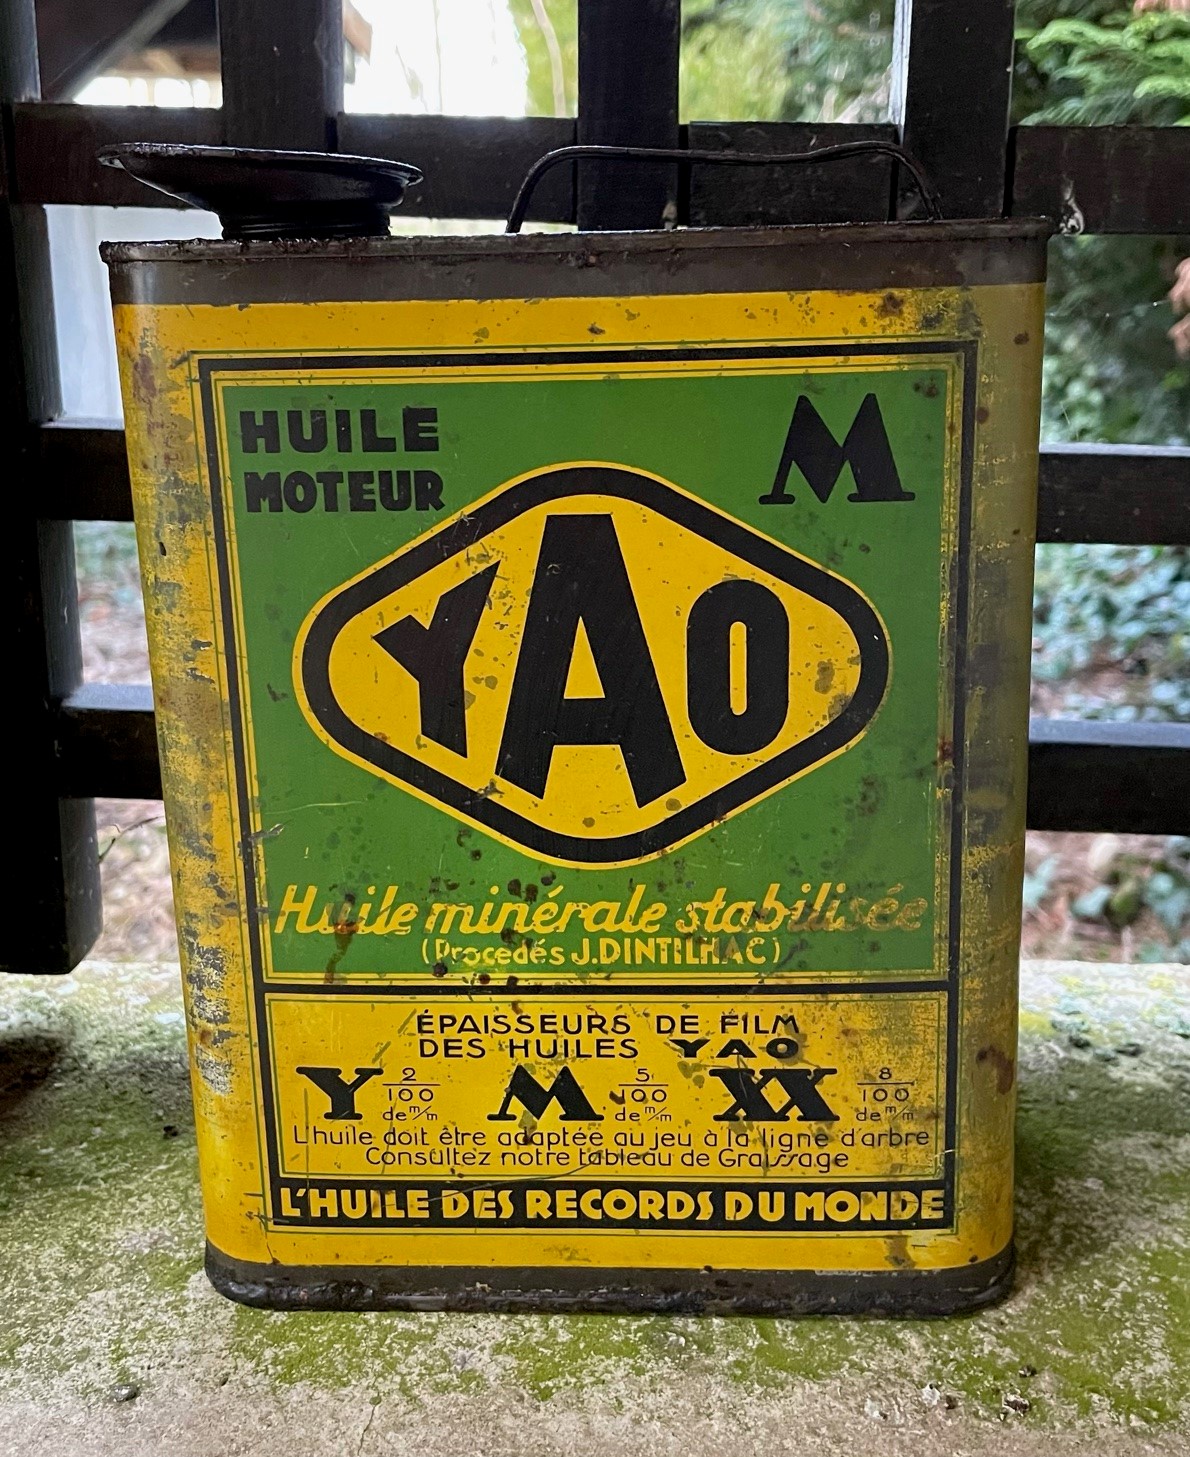 HUILE
MOTEUR
M
YAO
Huile minérale stabilisée
(Procédés J.DINTILHAC)
ÉPAISSEURS DE FILM
DES HUILES YAO
Y 2/100 de m/m M 5/100 de m/m XX 8/100 de m/m
L'huile doit être adaptée au jeu à la ligne d'arbre
Consultez notre tableau de Graissage
L'HUILE DES RECORDS DU MONDE